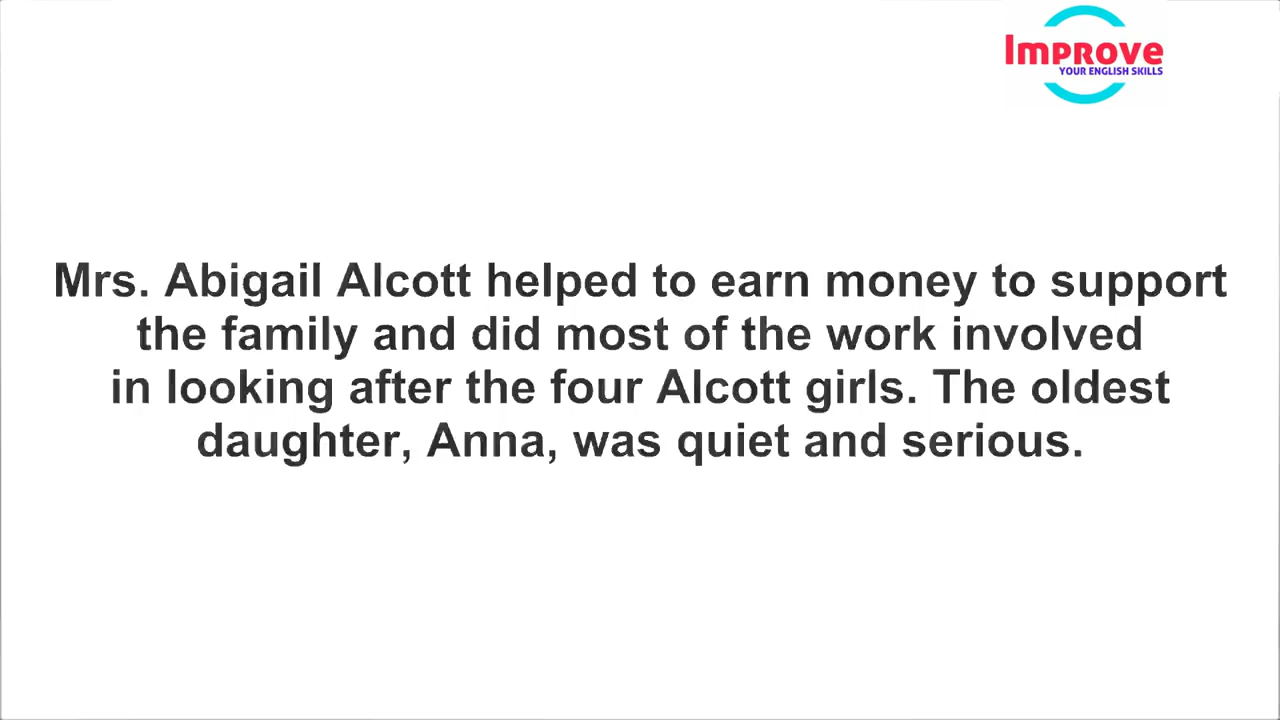 Improve
YOUR ENGLISH SKILLS
Mrs. Abigail Alcott helped to earn money to support
the family and did most of the work involved
in looking after the four Alcott girls. The oldest
daughter, Anna, was quiet and serious.